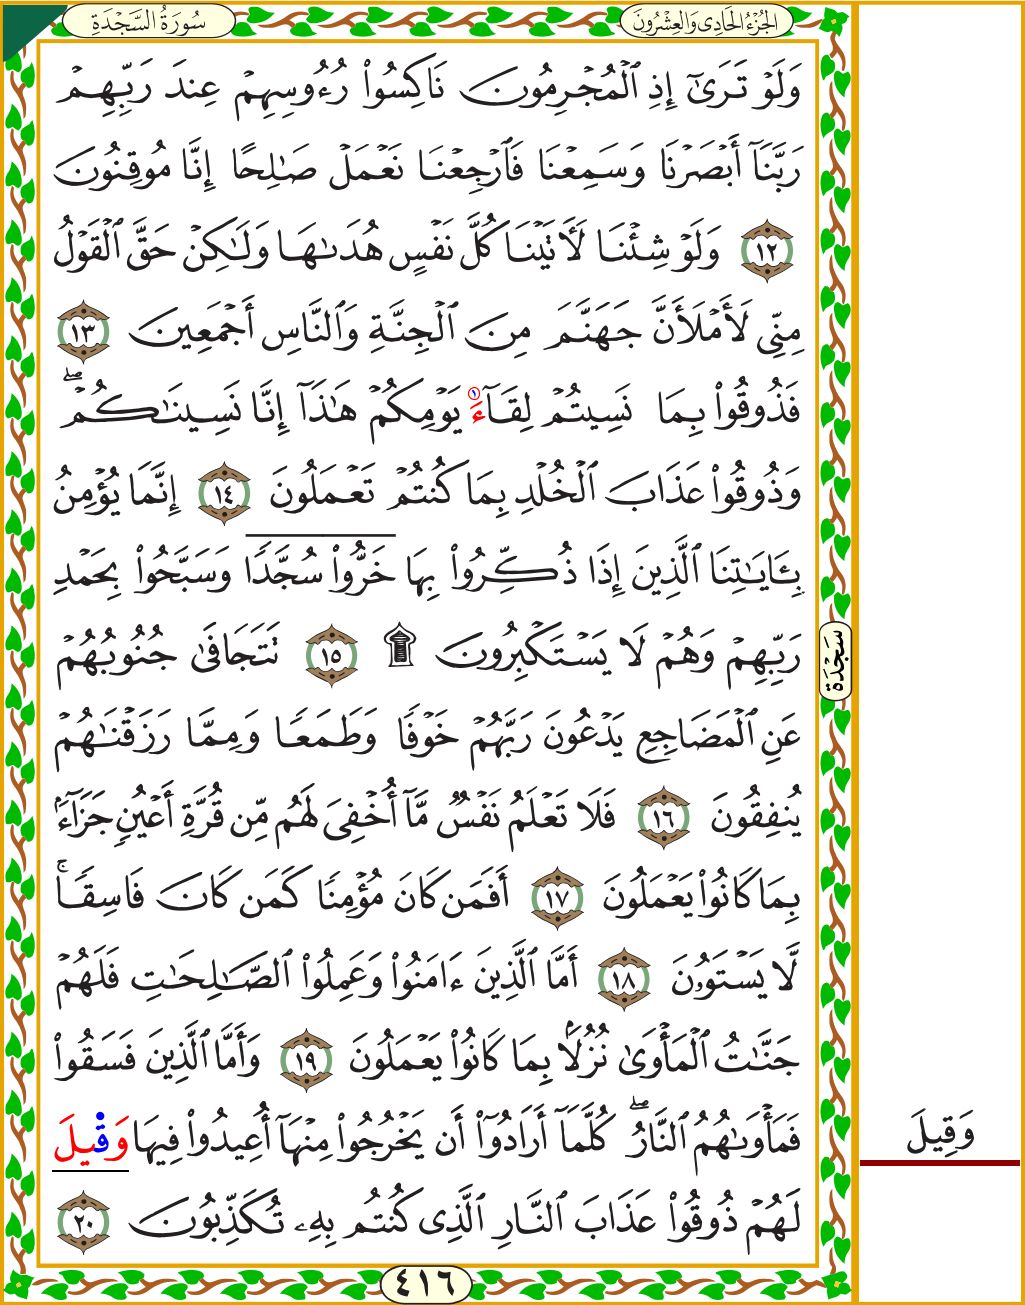 سُورَةُ السَّجْدَةِ
الجُزْءُ الحَادِى وَالعِشْرُونَ
وَلَوْ تَرَىٰٓ إِذِ ٱلْمُجْرِمُونَ نَاكِسُوا۟ رُءُوسِهِمْ عِندَ رَبِّهِمْ
رَبَّنَآ أَبْصَرْنَا وَسَمِعْنَا فَٱرْجِعْنَا نَعْمَلْ صَـٰلِحًا إِنَّا مُوقِنُونَ
١٢ وَلَوْ شِئْنَا لَـَٔاتَيْنَا كُلَّ نَفْسٍ هُدَىٰهَا وَلَـٰكِنْ حَقَّ ٱلْقَوْلُ
مِنِّى لَأَمْلَأَنَّ جَهَنَّمَ مِنَ ٱلْجِنَّةِ وَٱلنَّاسِ أَجْمَعِينَ ١٣
فَذُوقُوا۟ بِمَا نَسِيتُمْ لِقَآءَ ١ يَوْمِكُمْ هَـٰذَآ إِنَّا نَسِينَـٰكُمْ ۖ
وَذُوقُوا۟ عَذَابَ ٱلْخُلْدِ بِمَا كُنتُمْ تَعْمَلُونَ ١٤ إِنَّمَا يُؤْمِنُ
بِـَٔايَـٰتِنَا ٱلَّذِينَ إِذَا ذُكِّرُوا۟ بِهَا خَرُّوا۟ سُجَّدًا وَسَبَّحُوا۟ بِحَمْدِ
رَبِّهِمْ وَهُمْ لَا يَسْتَكْبِرُونَ ۩ ١٥ تَتَجَافَىٰ جُنُوبُهُمْ
سَجْدَة
عَنِ ٱلْمَضَاجِعِ يَدْعُونَ رَبَّهُمْ خَوْفًا وَطَمَعًا وَمِمَّا رَزَقْنَـٰهُمْ
يُنفِقُونَ ١٦ فَلَا تَعْلَمُ نَفْسٌ مَّآ أُخْفِىَ لَهُم مِّن قُرَّةِ أَعْيُنٍ جَزَآءًۢ
بِمَا كَانُوا۟ يَعْمَلُونَ ١٧ أَفَمَن كَانَ مُؤْمِنًا كَمَن كَانَ فَاسِقًا ۚ
لَّا يَسْتَوُۥنَ ١٨ أَمَّا ٱلَّذِينَ ءَامَنُوا۟ وَعَمِلُوا۟ ٱلصَّـٰلِحَـٰتِ فَلَهُمْ
جَنَّـٰتُ ٱلْمَأْوَىٰ نُزُلًۢا بِمَا كَانُوا۟ يَعْمَلُونَ ١٩ وَأَمَّا ٱلَّذِينَ فَسَقُوا۟
فَمَأْوَىٰهُمُ ٱلنَّارُ ۖ كُلَّمَآ أَرَادُوٓا۟ أَن يَخْرُجُوا۟ مِنْهَآ أُعِيدُوا۟ فِيهَا وَقِيلَ
وَقِيلَ
لَهُمْ ذُوقُوا۟ عَذَابَ ٱلنَّارِ ٱلَّذِى كُنتُم بِهِۦ تُكَذِّبُونَ ٢٠
٤١٦